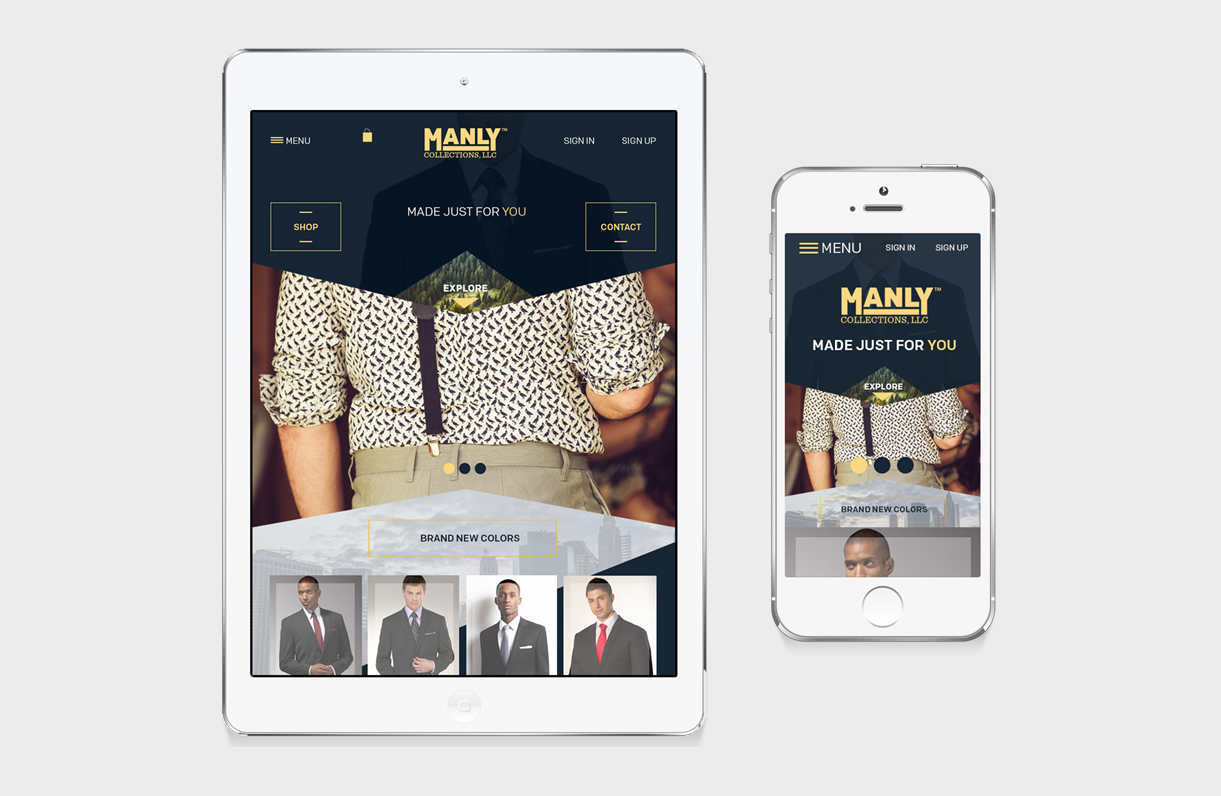 MENU
MANLY™
COLLECTIONS, LLC
SIGN IN
SIGN UP
SHOP
MADE JUST FOR YOU
CONTACT
EXPLORE
BRAND NEW COLORS
MENU
SIGN IN
SIGN UP
MANLY™
COLLECTIONS, LLC
MADE JUST FOR YOU
EXPLORE
BRAND NEW COLORS